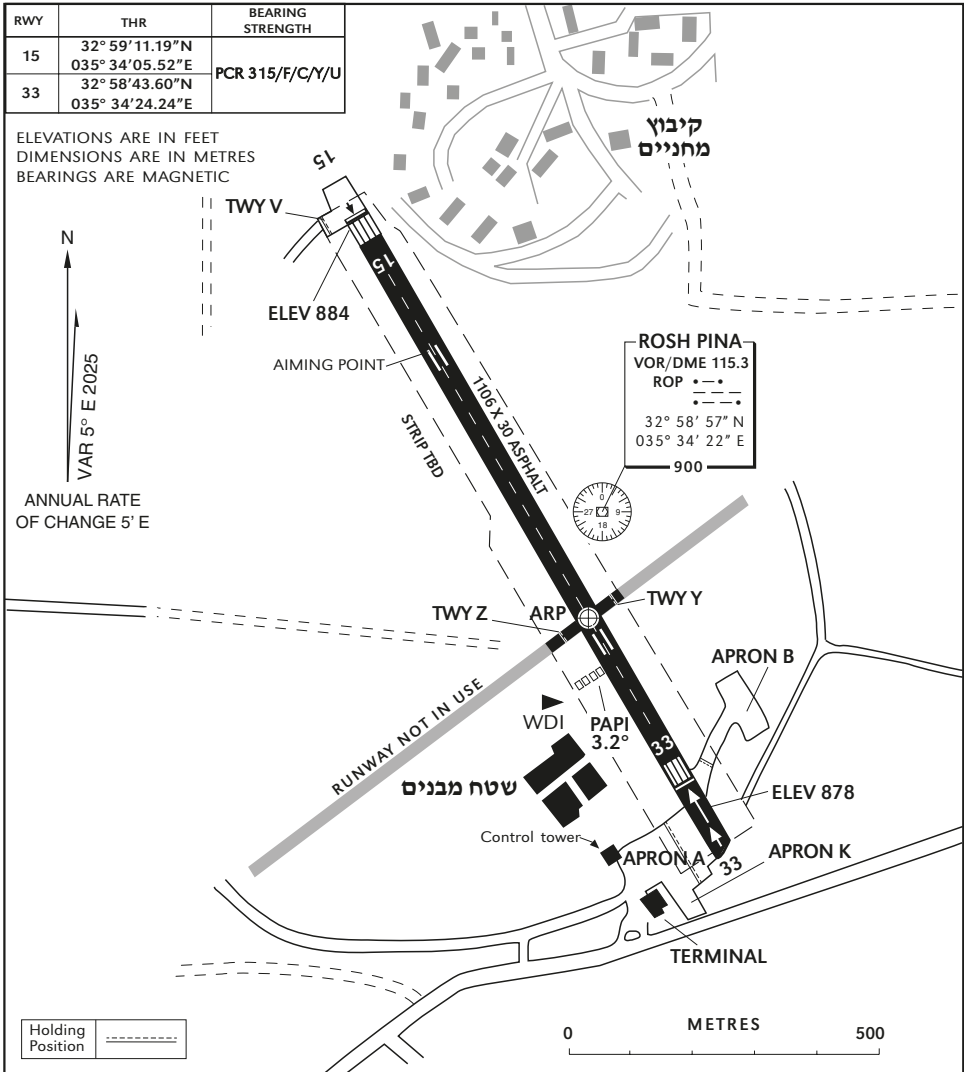 RWY THR BEARING STRENGTH
15 32° 59'11.19"N
035° 34'05.52"E
PCR 315/F/C/Y/U
33 32° 58'43.60"N
035° 34'24.24"E
ELEVATIONS ARE IN FEET
DIMENSIONS ARE IN METRES
BEARINGS ARE MAGNETIC
קיבוץ
מחניים
15
TWY V
N
15
ELEV 884
VAR 5° E 2025
AIMING POINT
ANNUAL RATE
OF CHANGE 5' E
STRIP TBD
1106 X 30 ASPHALT
ROSH PINA
VOR/DME 115.3
ROP
32° 58' 57" N
035° 34' 22" E
900
0
27 9
18
TWY Z
ARP
TWY Y
APRON B
RUNWAY NOT IN USE
WDI
PAPI
3.2°
33
שטח מבנים
ELEV 878
Control tower
APRON A
33
APRON K
TERMINAL
Holding
Position
METRES
0 500